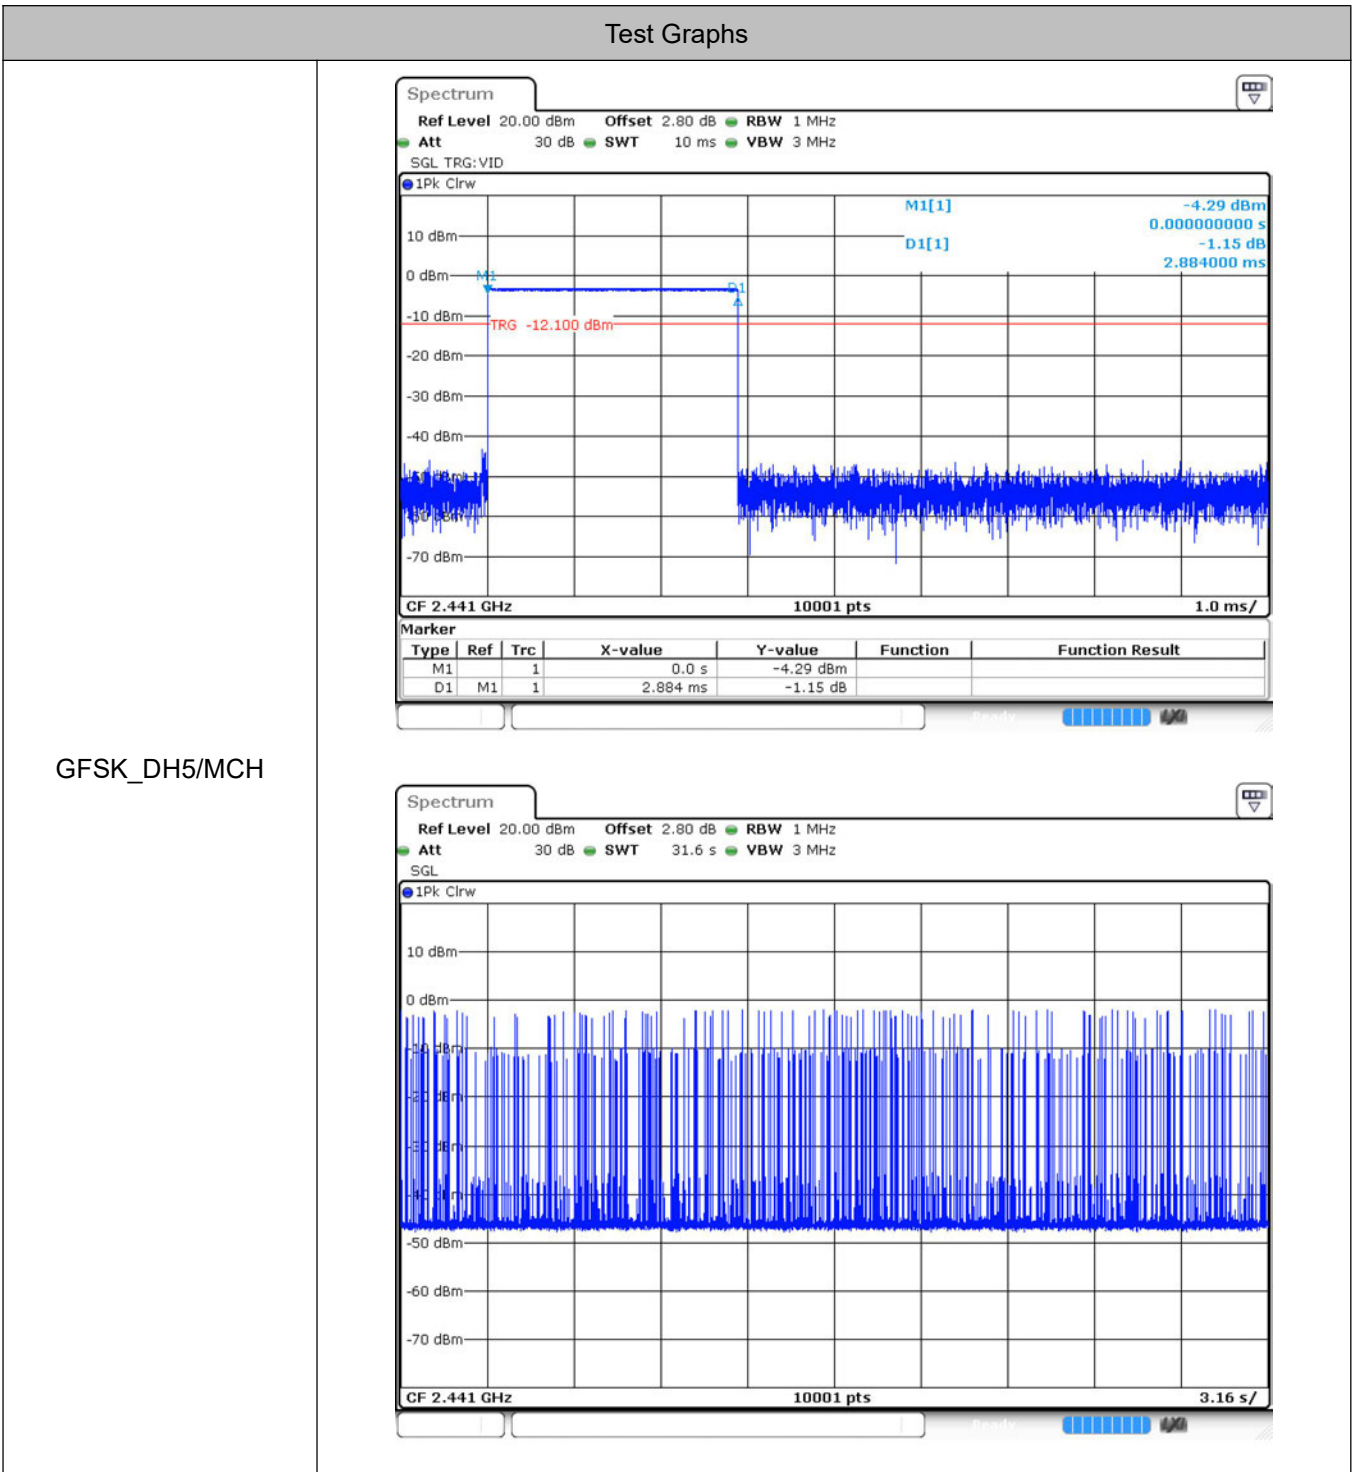 Test Graphs
GFSK_DH5/MCH
Spectrum
Ref Level 20.00 dBm Offset 2.80 dB RBW 1 MHz
Att 30 dB SWT 10 ms VBW 3 MHz
SGL TRG:VID
1Pk Clrw
M1[1] -4.29 dBm
0.000000000 s
D1[1] -1.15 dB
2.884000 ms
10 dBm
0 dBm
M1
D1
-10 dBm
TRG -12.100 dBm
-20 dBm
-30 dBm
-40 dBm
-70 dBm
CF 2.441 GHz 10001 pts 1.0 ms/
Marker
Type Ref Trc X-value Y-value Function Function Result
M1 1 0.0 s -4.29 dBm
D1 M1 1 2.884 ms -1.15 dB
Ready
Spectrum
Ref Level 20.00 dBm Offset 2.80 dB RBW 1 MHz
Att 30 dB SWT 31.6 s VBW 3 MHz
SGL
1Pk Clrw
10 dBm
0 dBm
-10 dBm
-20 dBm
-50 dBm
-60 dBm
-70 dBm
CF 2.441 GHz 10001 pts 3.16 s/
Ready